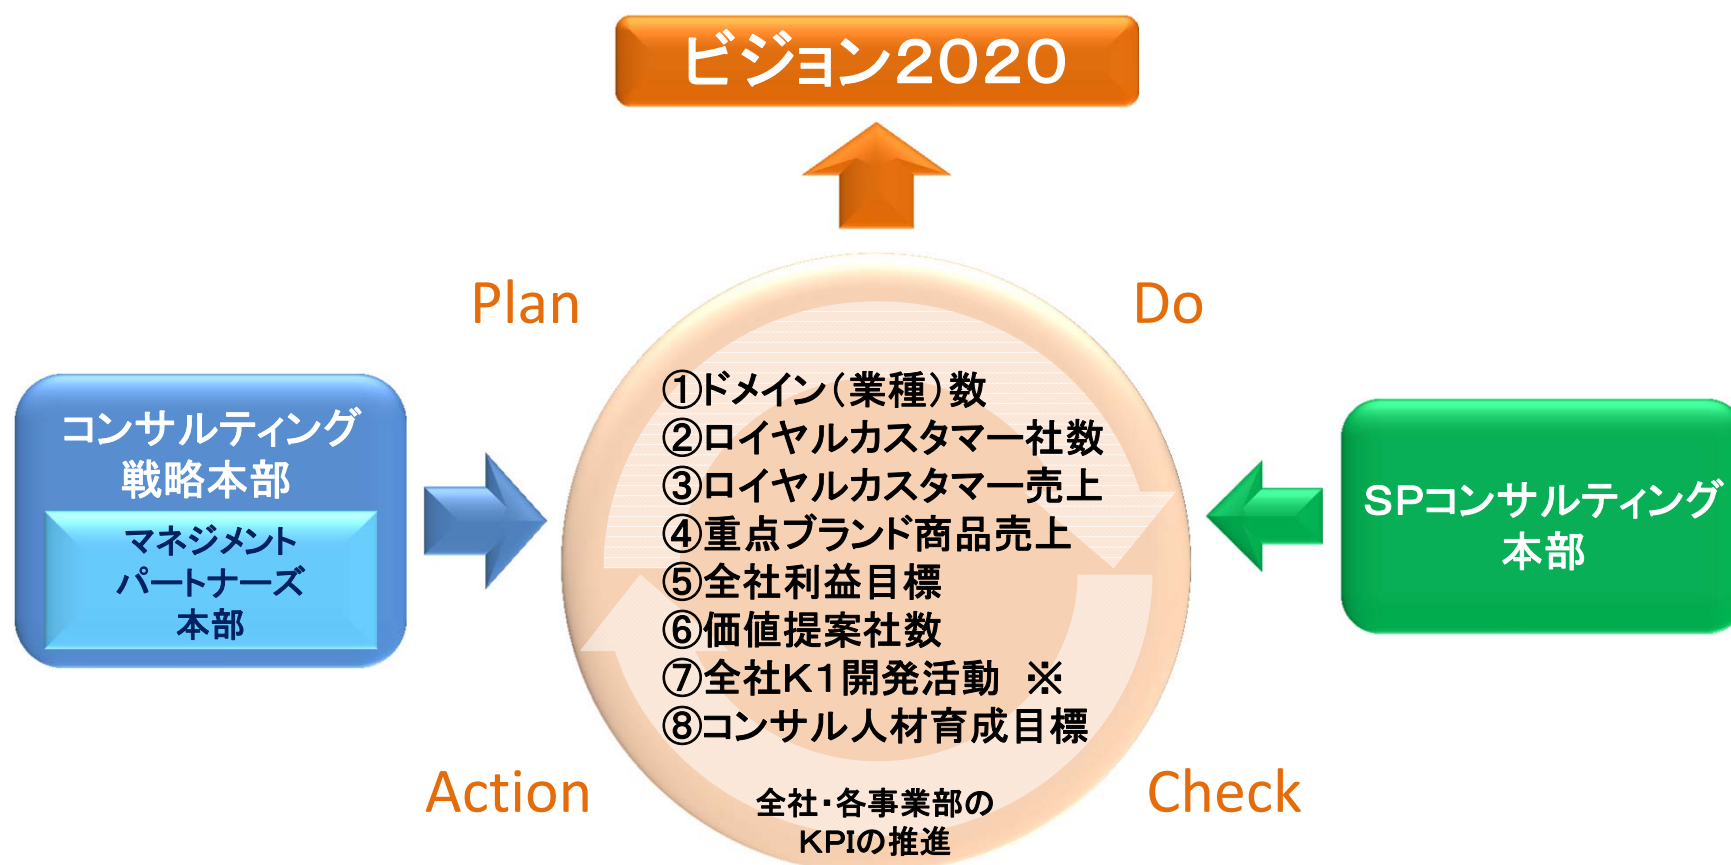 ビジョン2020
Plan
Do
コンサルティング
戦略本部
マネジメント
パートナーズ
本部
①ドメイン(業種)数
②ロイヤルカスタマー社数
③ロイヤルカスタマー売上
④重点ブランド商品売上
⑤全社利益目標
⑥価値提案社数
⑦全社K1開発活動 ※
⑧コンサル人材育成目標
SPコンサルティング
本部
Action
Check
全社・各事業部の
KPIの推進